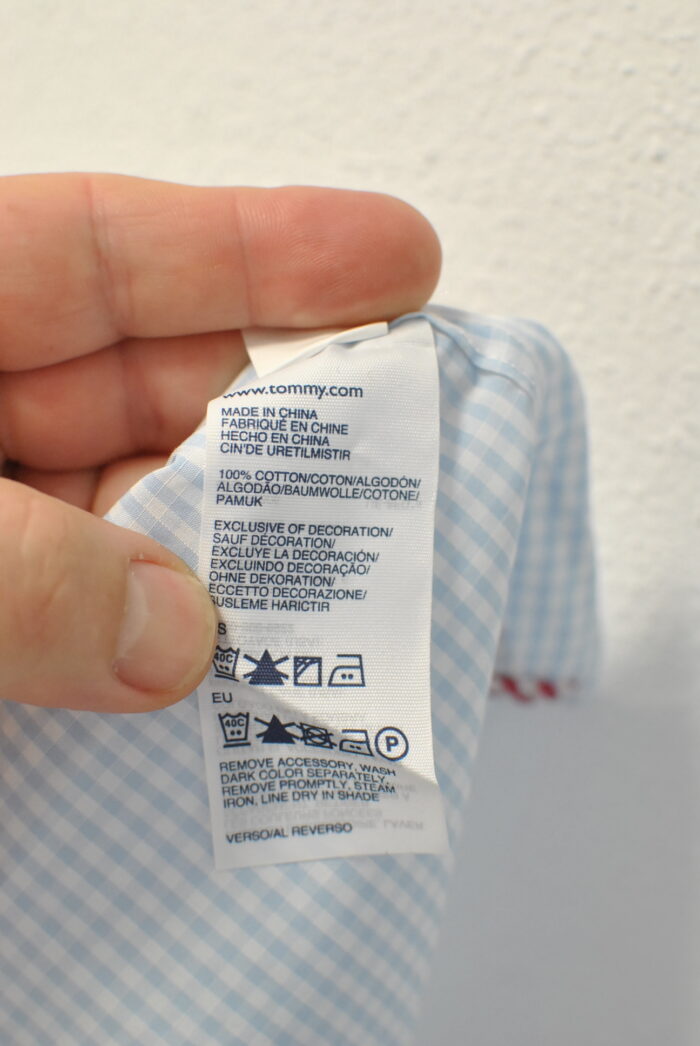 www.tommy.com
MADE IN CHINA
FABRIQUÉ EN CHINE
HECHO EN CHINA
CIN'DE URETILMISTIR
100% COTTON/COTON/ALGODÓN/
ALGODÃO/BAUMWOLLE/COTONE/
PAMUK
EXCLUSIVE OF DECORATION/
SAUF DÉCORATION/
EXCLUYE LA DECORACIÓN/
EXCLUINDO DECORAÇÃO/
OHNE DEKORATION/
ECCETTO DECORAZIONE/
SUSLEME HARICTIR
S
40C
EU
40C P
REMOVE ACCESSORY, WASH
DARK COLOR SEPARATELY,
REMOVE PROMPTLY, STEAM
IRON, LINE DRY IN SHADE
VERSO/AL REVERSO